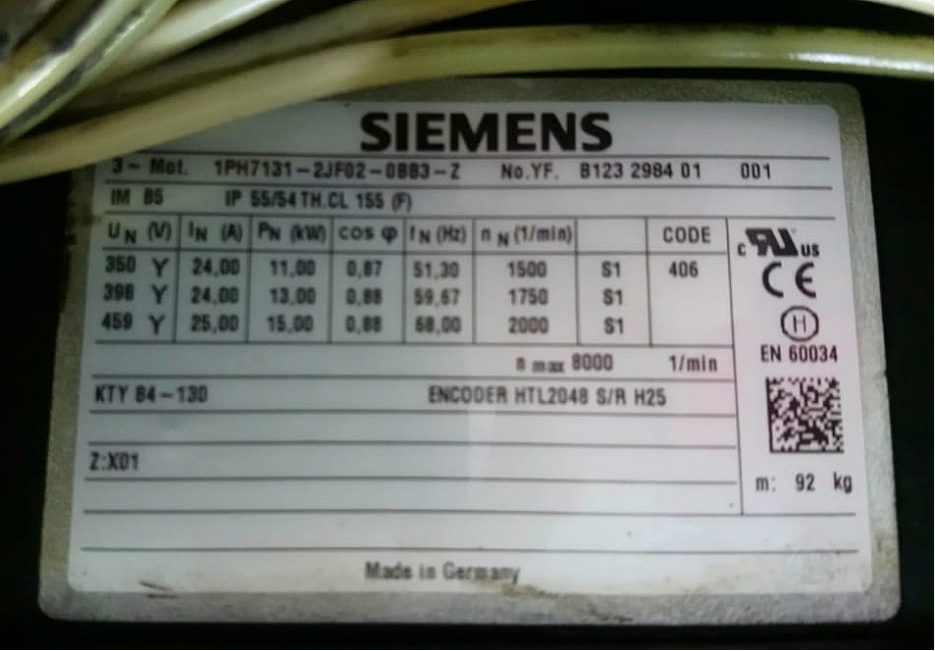 SIEMENS
3~ Mot. 1PH7131-2JF02-0BB3-Z No.YF. B123 2984 01 001
IM B5 IP 55/54 TH.CL 155 (F)
UN (V) IN (A) PN (kW) cos φ fN (Hz) nN (1/min) CODE
350 Y 24,00 11,00 0,87 51,30 1500 S1 406
398 Y 24,00 13,00 0,88 59,67 1750 S1
459 Y 25,00 15,00 0,88 68,00 2000 S1
n max 8000 1/min
c RU us
CE
H
EN 60034
KTY 84-130 ENCODER HTL2048 S/R H25
Z:X01
m: 92 kg
Made in Germany